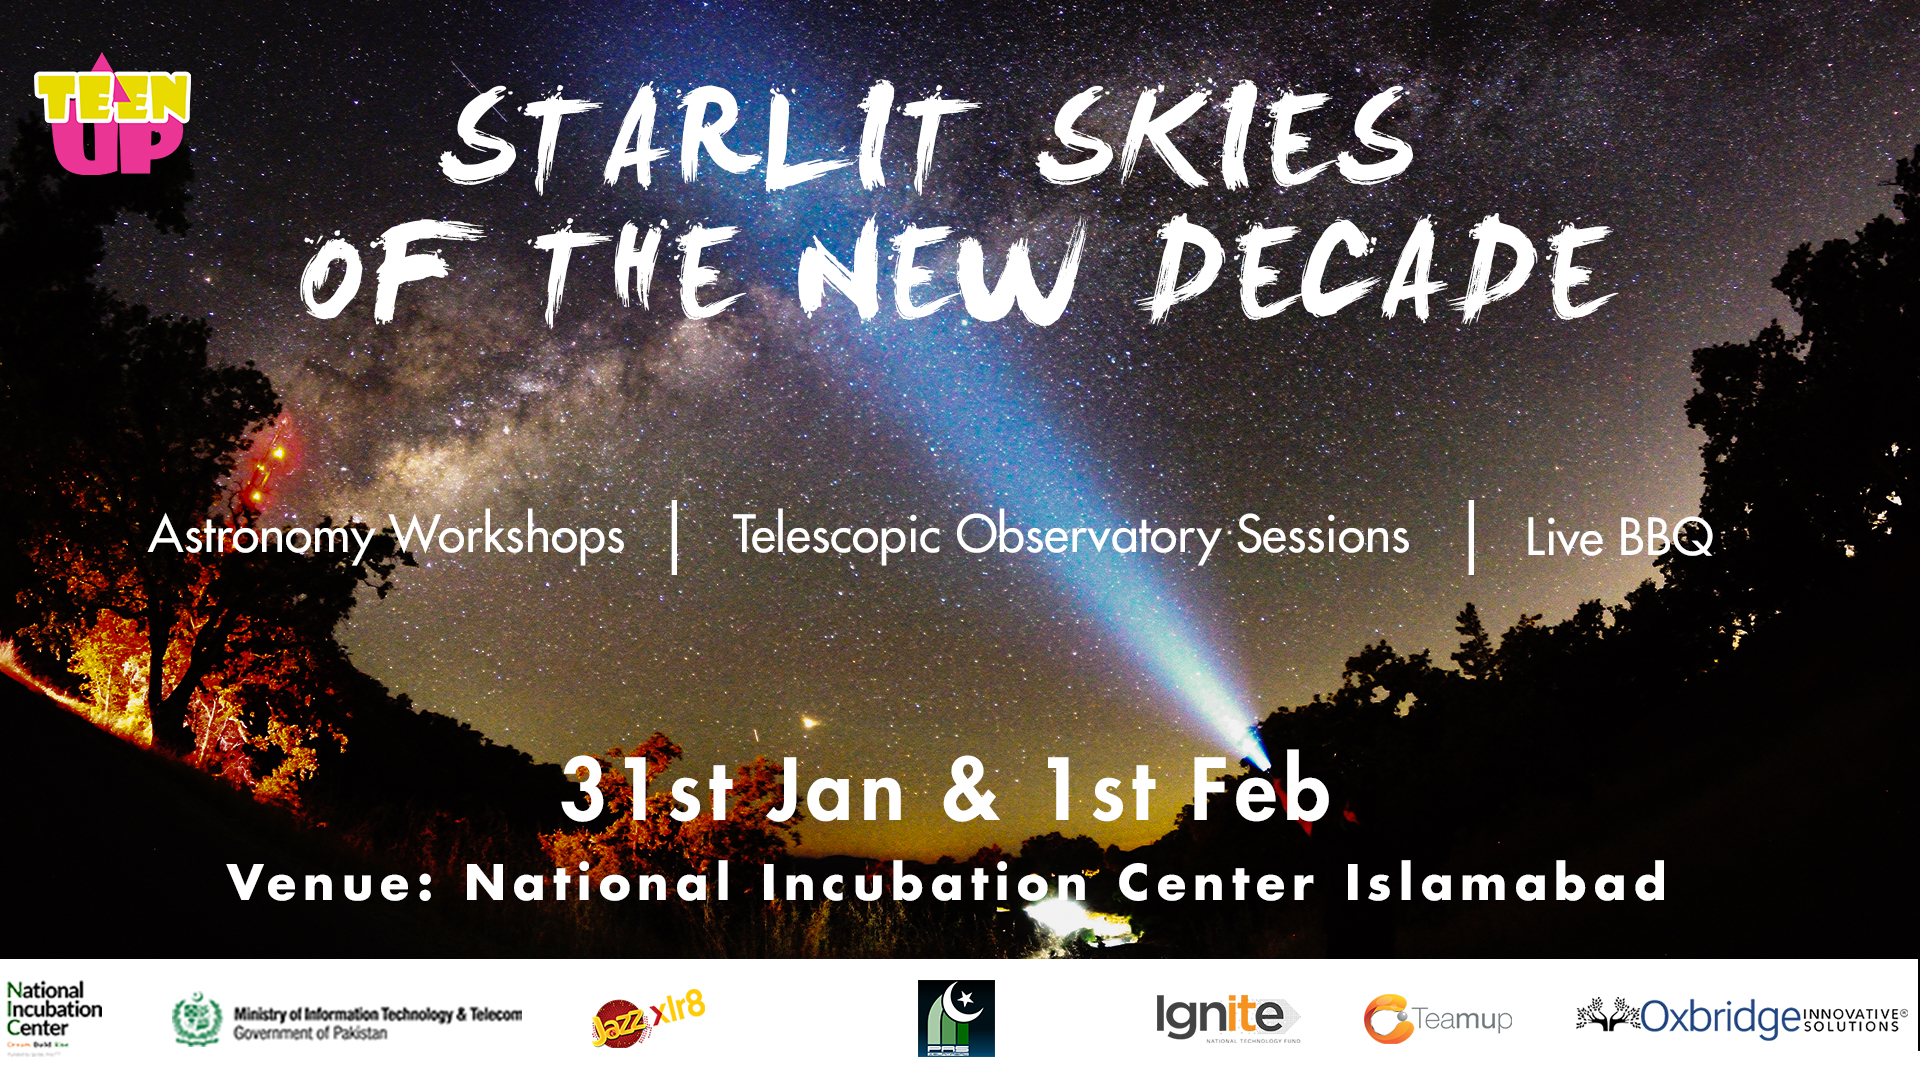 TEEN
UP
STARLIT SKIES
OF THE NEW DECADE
Astronomy Workshops | Telescopic Observatory Sessions | Live BBQ
31st Jan & 1st Feb
Venue: National Incubation Center Islamabad
National
Incubation
Center
Ministry of Information Technology & Telecom
Government of Pakistan
Jazz xlr8
PAS
Ignite
NATIONAL TECHNOLOGY FUND
Teamup
Oxbridge INNOVATIVE®
SOLUTIONS